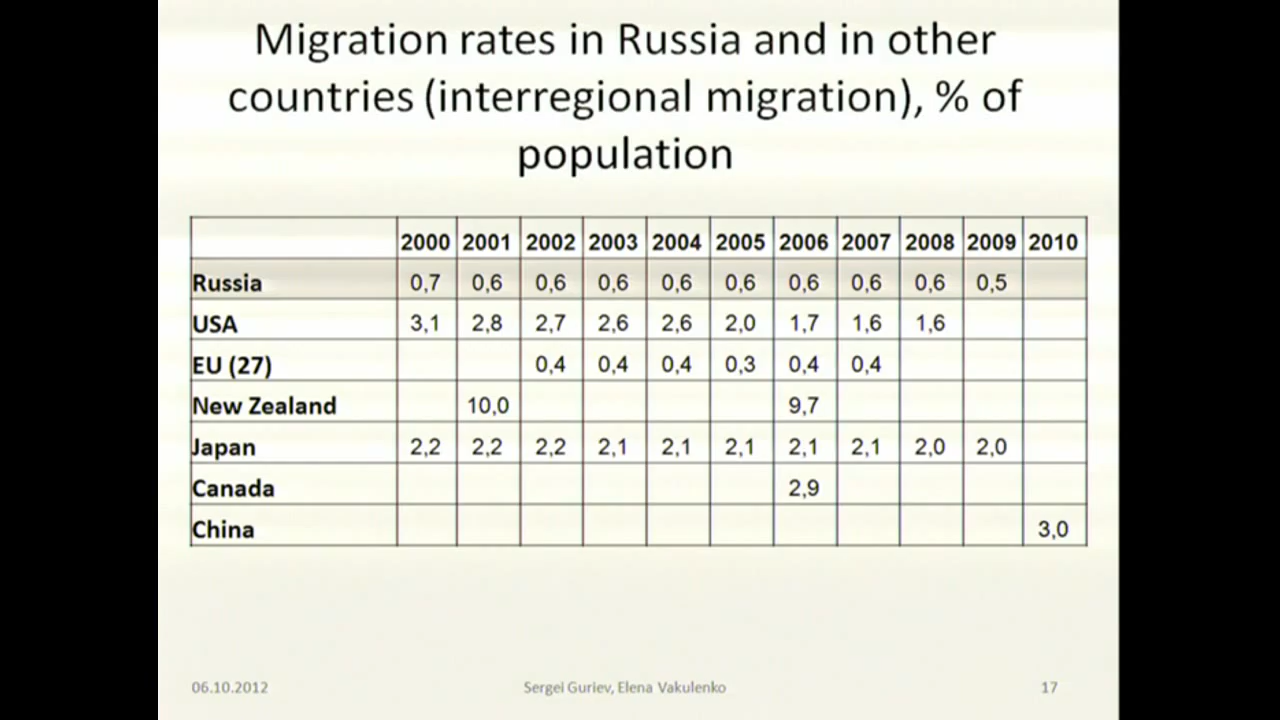 Migration rates in Russia and in other
countries (interregional migration), % of
population
2000 2001 2002 2003 2004 2005 2006 2007 2008 2009 2010
Russia 0,7 0,6 0,6 0,6 0,6 0,6 0,6 0,6 0,6 0,5
USA 3,1 2,8 2,7 2,6 2,6 2,0 1,7 1,6 1,6
EU (27) 0,4 0,4 0,4 0,3 0,4 0,4
New Zealand 10,0 9,7
Japan 2,2 2,2 2,2 2,1 2,1 2,1 2,1 2,1 2,0 2,0
Canada 2,9
China 3,0
06.10.2012 Sergei Guriev, Elena Vakulenko 17